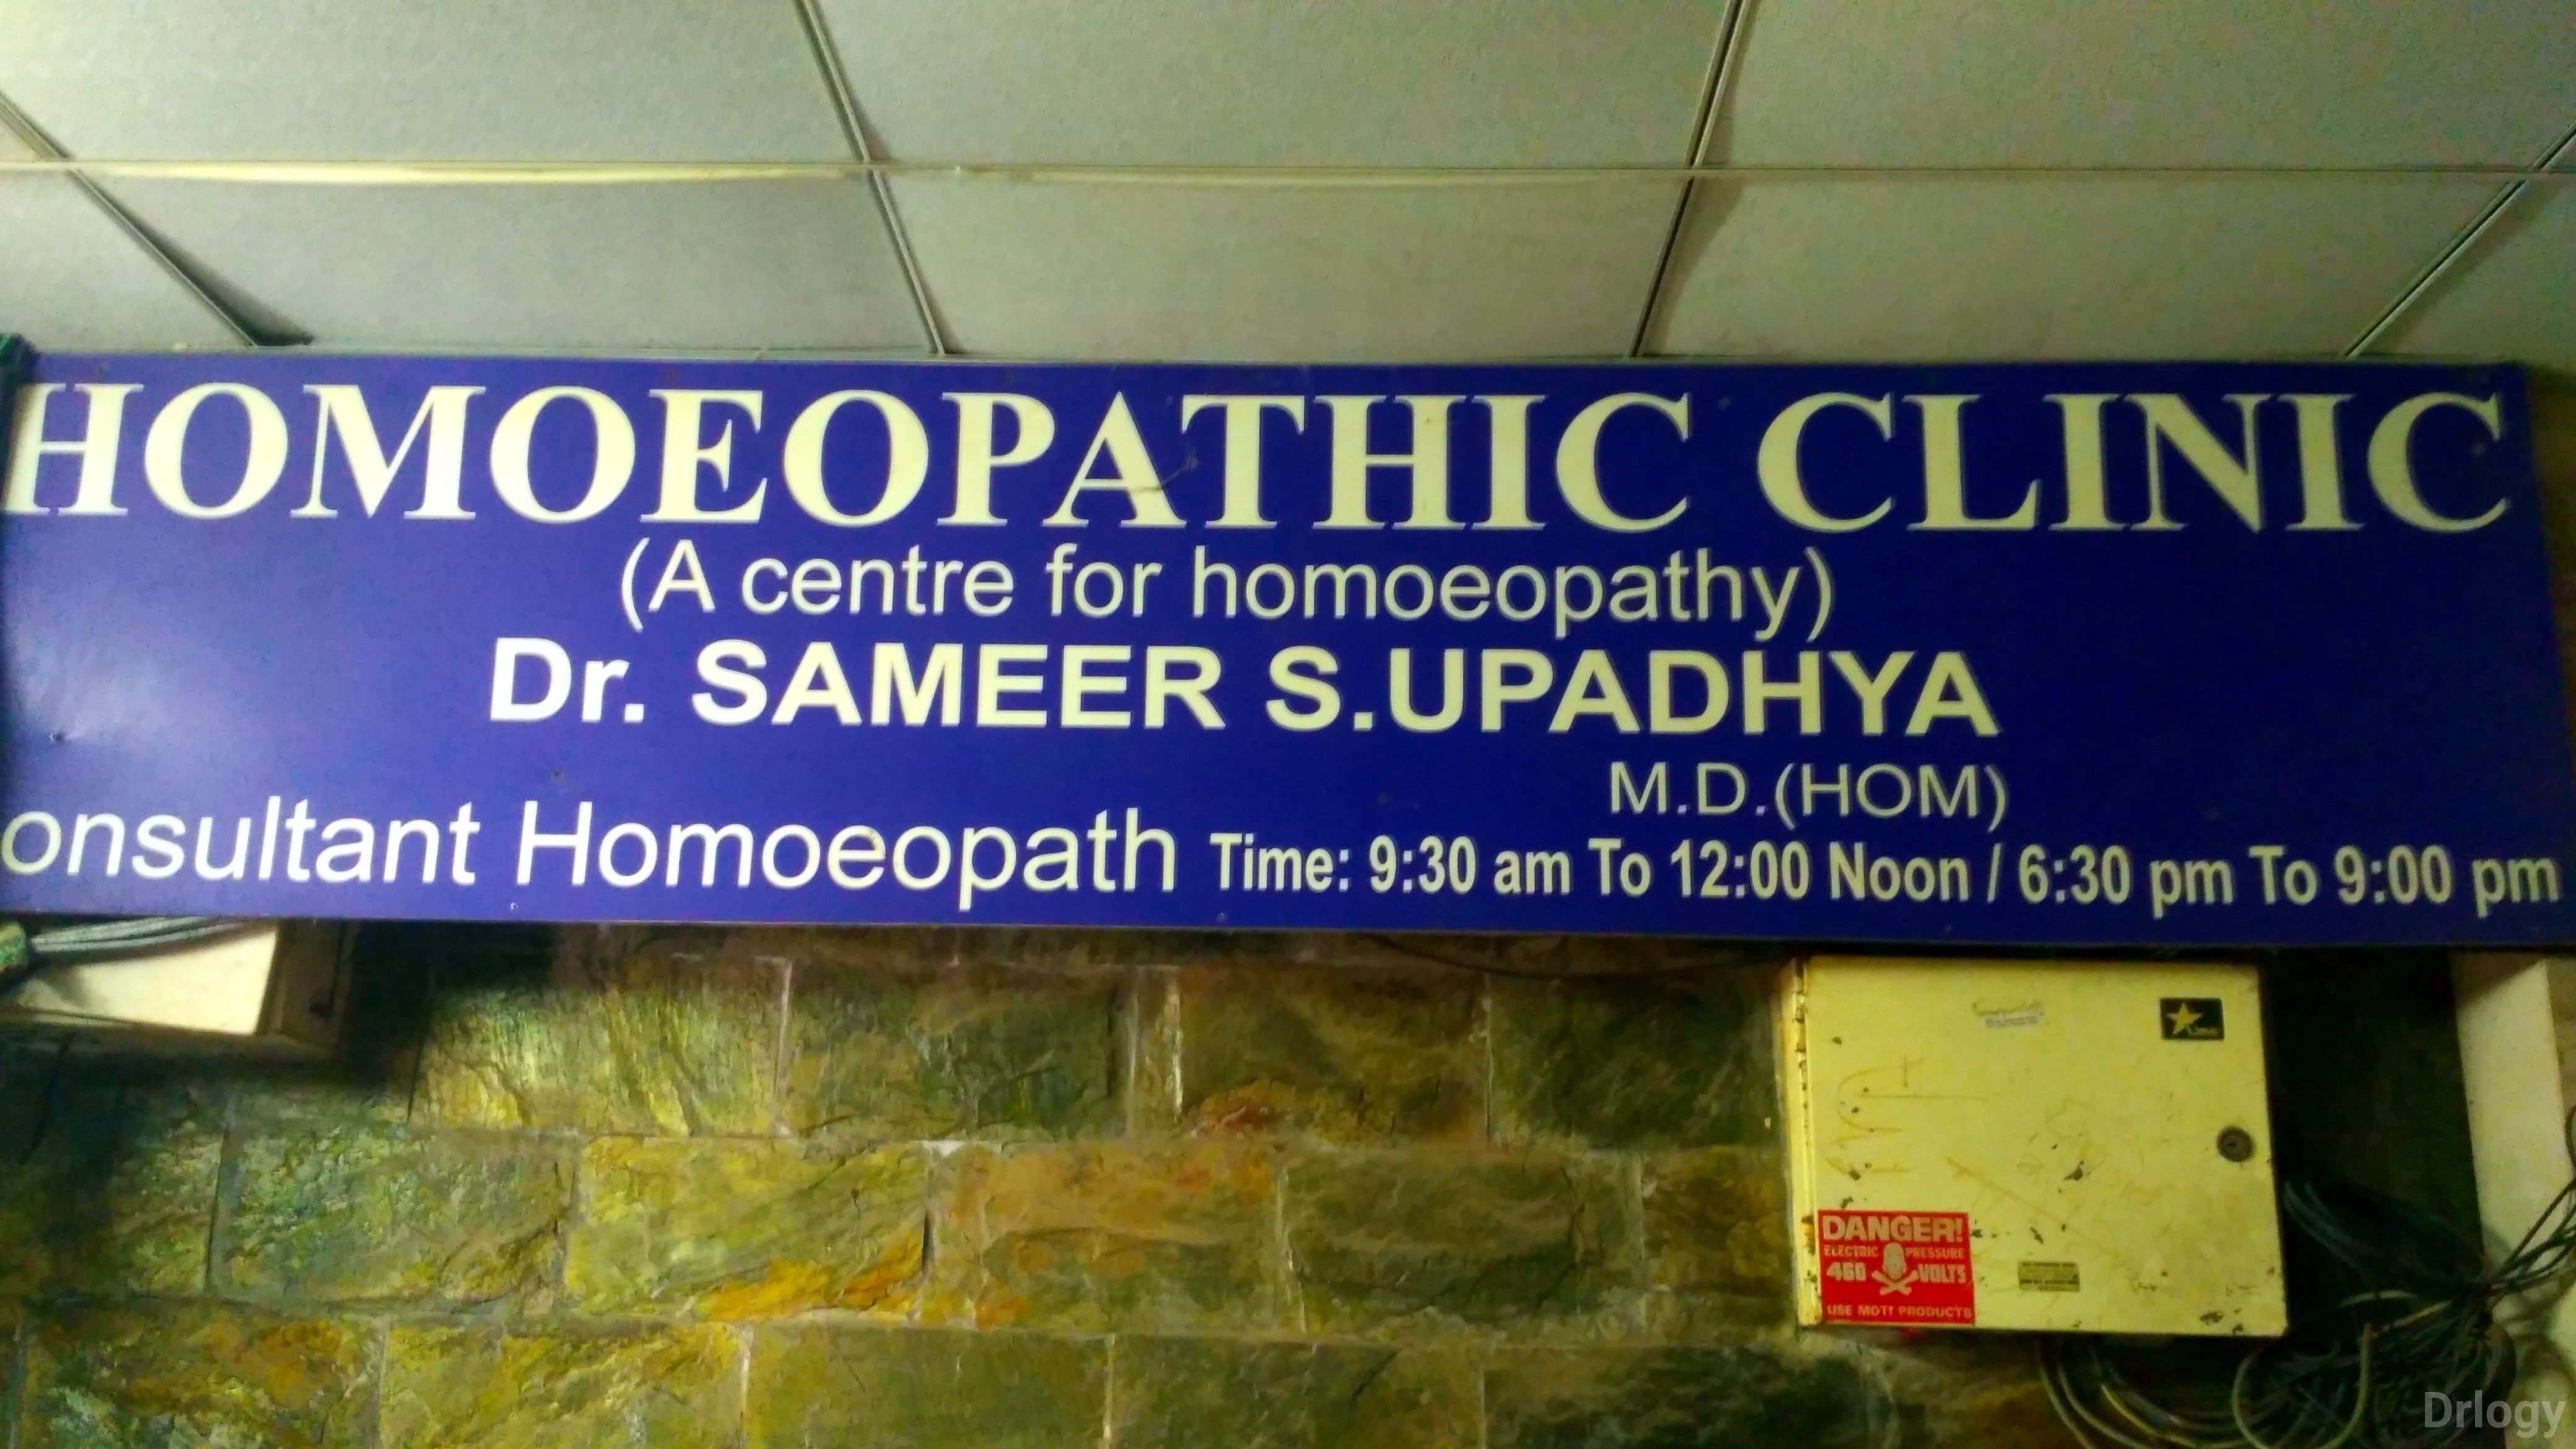 HOMOEOPATHIC CLINIC
(A centre for homoeopathy)
Dr. SAMEER S.UPADHYA
M.D.(HOM)
onsultant Homoeopath Time: 9:30 am To 12:00 Noon / 6:30 pm To 9:00 pm
DANGER!
ELECTRIC PRESSURE
460 VOLTS
USE MOTI PRODUCTS
Drlogy